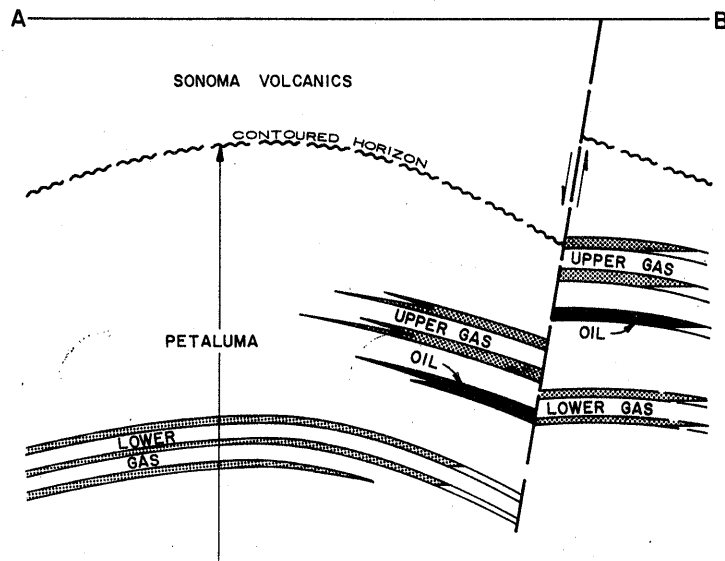 A
B
SONOMA VOLCANICS
CONTOURED HORIZON
UPPER GAS
UPPER GAS
PETALUMA
OIL
OIL
LOWER GAS
LOWER
GAS